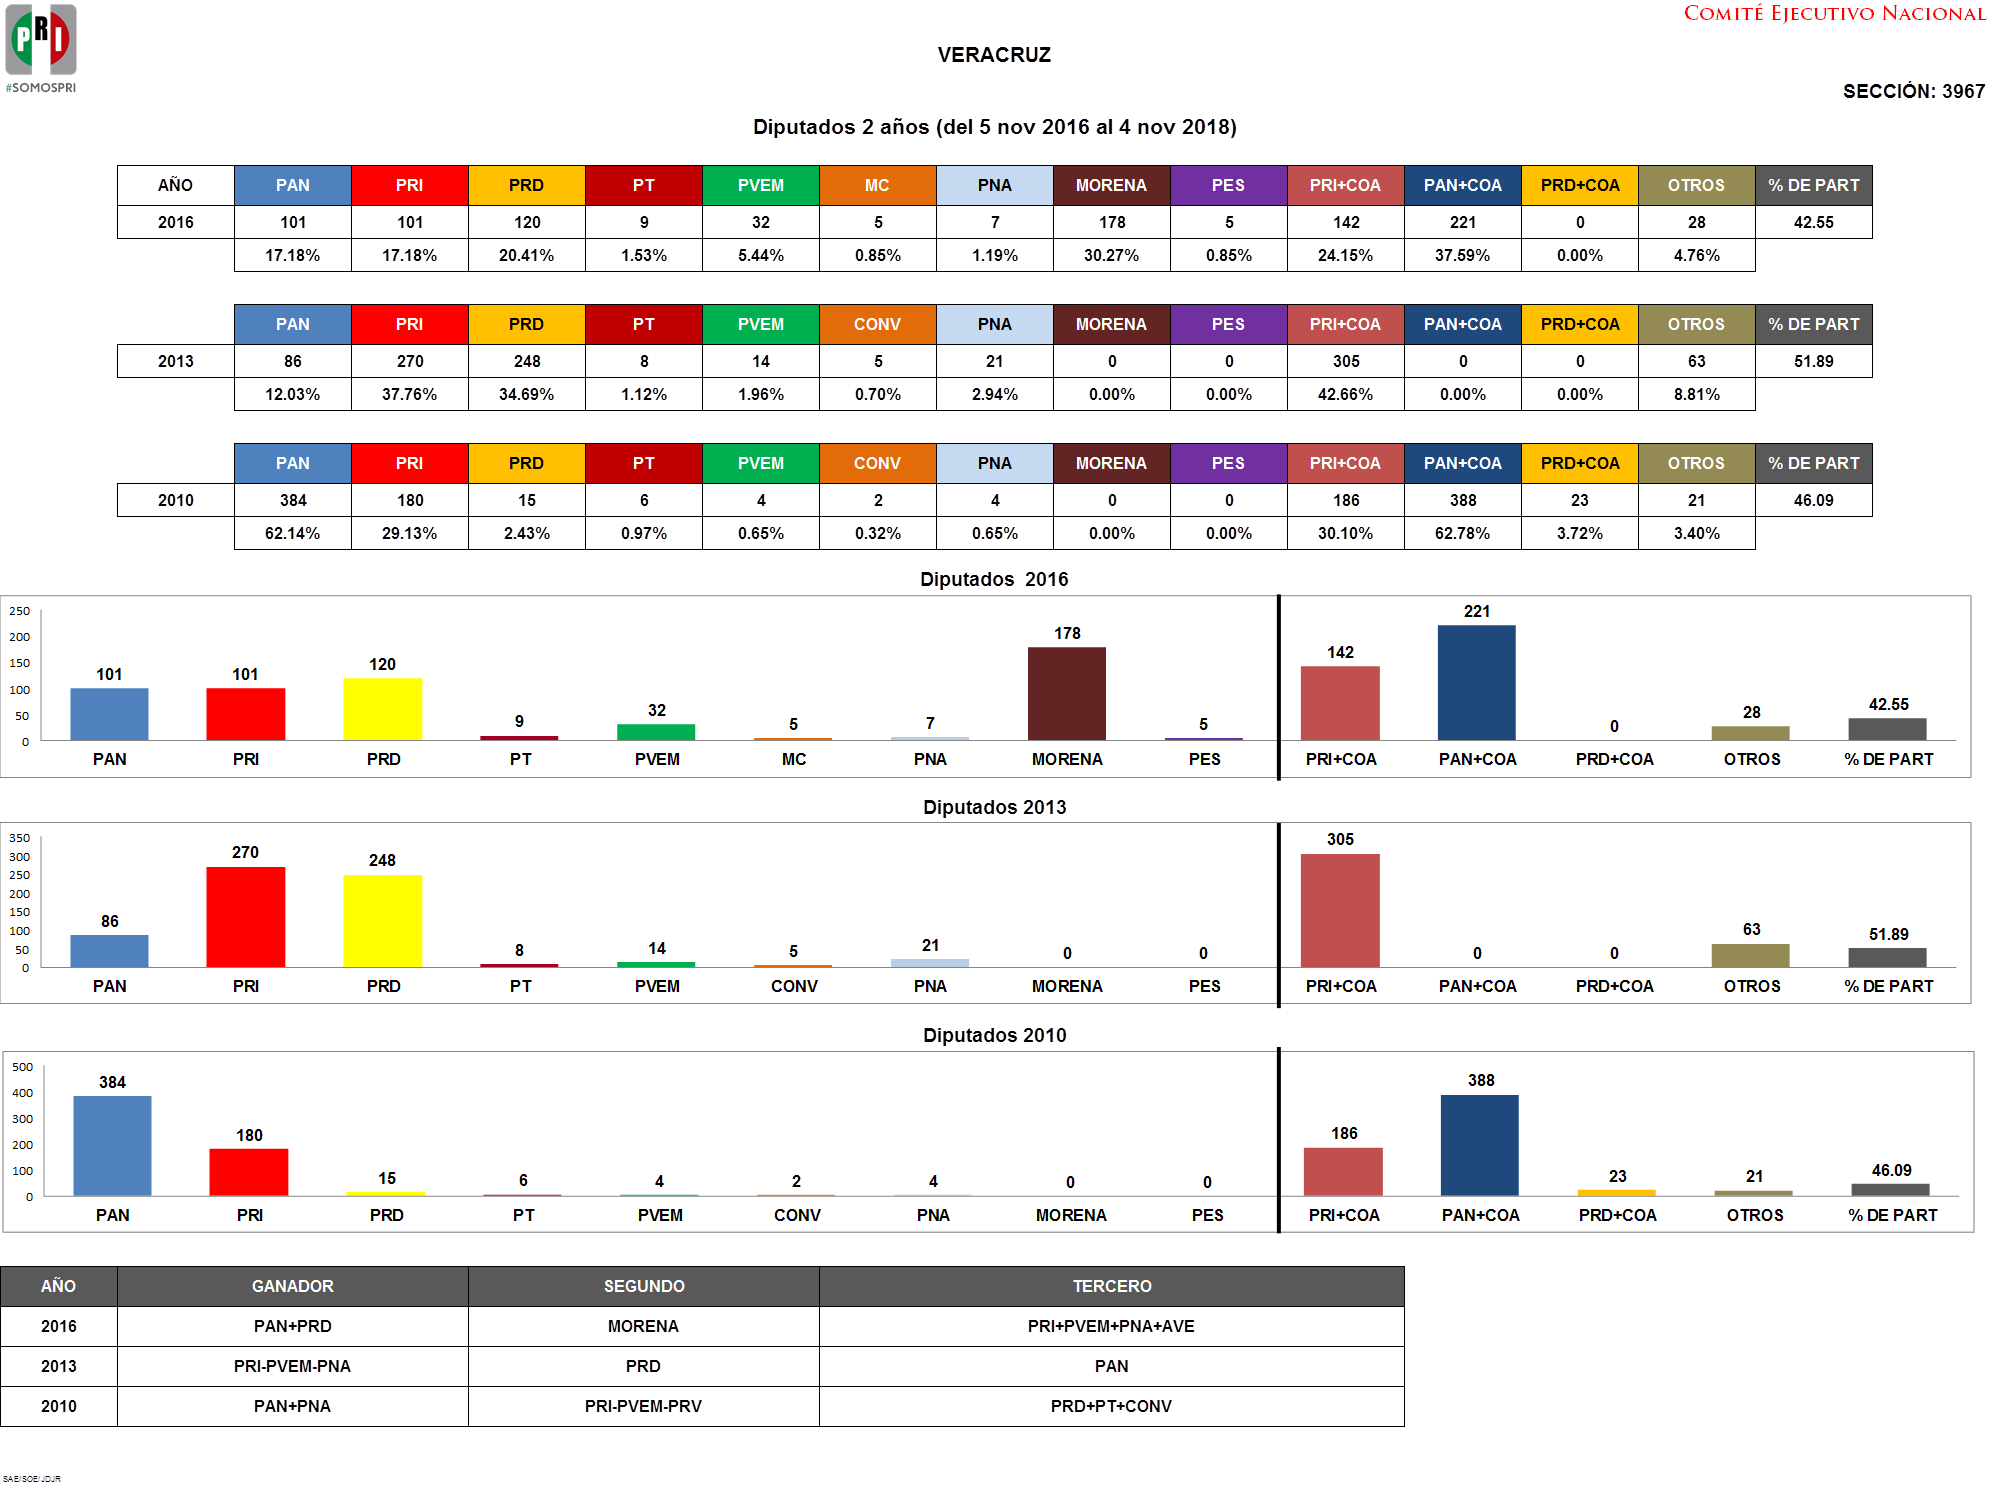 COMITÉ EJECUTIVO NACIONAL
PRI
#SOMOSPRI
VERACRUZ
SECCIÓN: 3967
Diputados 2 años (del 5 nov 2016 al 4 nov 2018)
AÑO PAN PRI PRD PT PVEM MC PNA MORENA PES PRI+COA PAN+COA PRD+COA OTROS % DE PART
2016 101 101 120 9 32 5 7 178 5 142 221 0 28 42.55
17.18% 17.18% 20.41% 1.53% 5.44% 0.85% 1.19% 30.27% 0.85% 24.15% 37.59% 0.00% 4.76%
PAN PRI PRD PT PVEM CONV PNA MORENA PES PRI+COA PAN+COA PRD+COA OTROS % DE PART
2013 86 270 248 8 14 5 21 0 0 305 0 0 63 51.89
12.03% 37.76% 34.69% 1.12% 1.96% 0.70% 2.94% 0.00% 0.00% 42.66% 0.00% 0.00% 8.81%
PAN PRI PRD PT PVEM CONV PNA MORENA PES PRI+COA PAN+COA PRD+COA OTROS % DE PART
2010 384 180 15 6 4 2 4 0 0 186 388 23 21 46.09
62.14% 29.13% 2.43% 0.97% 0.65% 0.32% 0.65% 0.00% 0.00% 30.10% 62.78% 3.72% 3.40%
Diputados 2016
250
200
150
100
50
0
101 101 120 9 32 5 7 178 5 142 221 0 28 42.55
PAN PRI PRD PT PVEM MC PNA MORENA PES PRI+COA PAN+COA PRD+COA OTROS % DE PART
Diputados 2013
350
300
250
200
150
100
50
0
86 270 248 8 14 5 21 0 0 305 0 0 63 51.89
PAN PRI PRD PT PVEM CONV PNA MORENA PES PRI+COA PAN+COA PRD+COA OTROS % DE PART
Diputados 2010
500
400
300
200
100
0
384 180 15 6 4 2 4 0 0 186 388 23 21 46.09
PAN PRI PRD PT PVEM CONV PNA MORENA PES PRI+COA PAN+COA PRD+COA OTROS % DE PART
AÑO GANADOR SEGUNDO TERCERO
2016 PAN+PRD MORENA PRI+PVEM+PNA+AVE
2013 PRI-PVEM-PNA PRD PAN
2010 PAN+PNA PRI-PVEM-PRV PRD+PT+CONV
SAE/SOE/JDJR